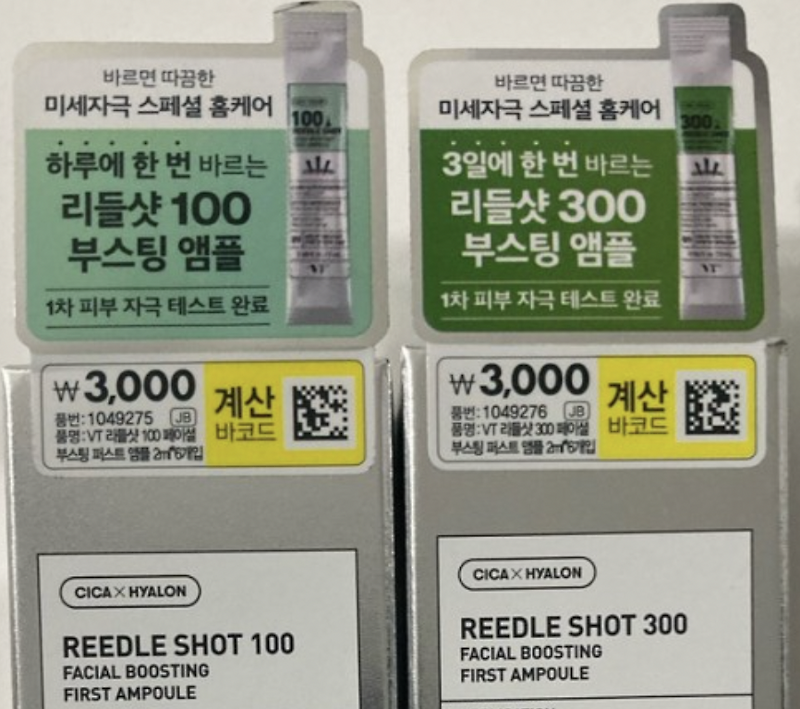 바르면 따끔한
미세자극 스페셜 홈케어
하루에 한 번 바르는
리들샷 100
부스팅 앰플
1차 피부 자극 테스트 완료
100
REEDLE SHOT
VT
₩3,000
품번:1049275 JB
품명:VT 리들샷 100 페이셜
부스팅 퍼스트 앰플 2ml*6개입
계산
바코드
CICA×HYALON
REEDLE SHOT 100
FACIAL BOOSTING
FIRST AMPOULE
바르면 따끔한
미세자극 스페셜 홈케어
3일에 한 번 바르는
리들샷 300
부스팅 앰플
1차 피부 자극 테스트 완료
300
VT
₩3,000
품번:1049276 JB
품명:VT 리들샷 300 페이셜
부스팅 퍼스트 앰플 2ml*6개입
계산
바코드
CICA×HYALON
REEDLE SHOT 300
FACIAL BOOSTING
FIRST AMPOULE